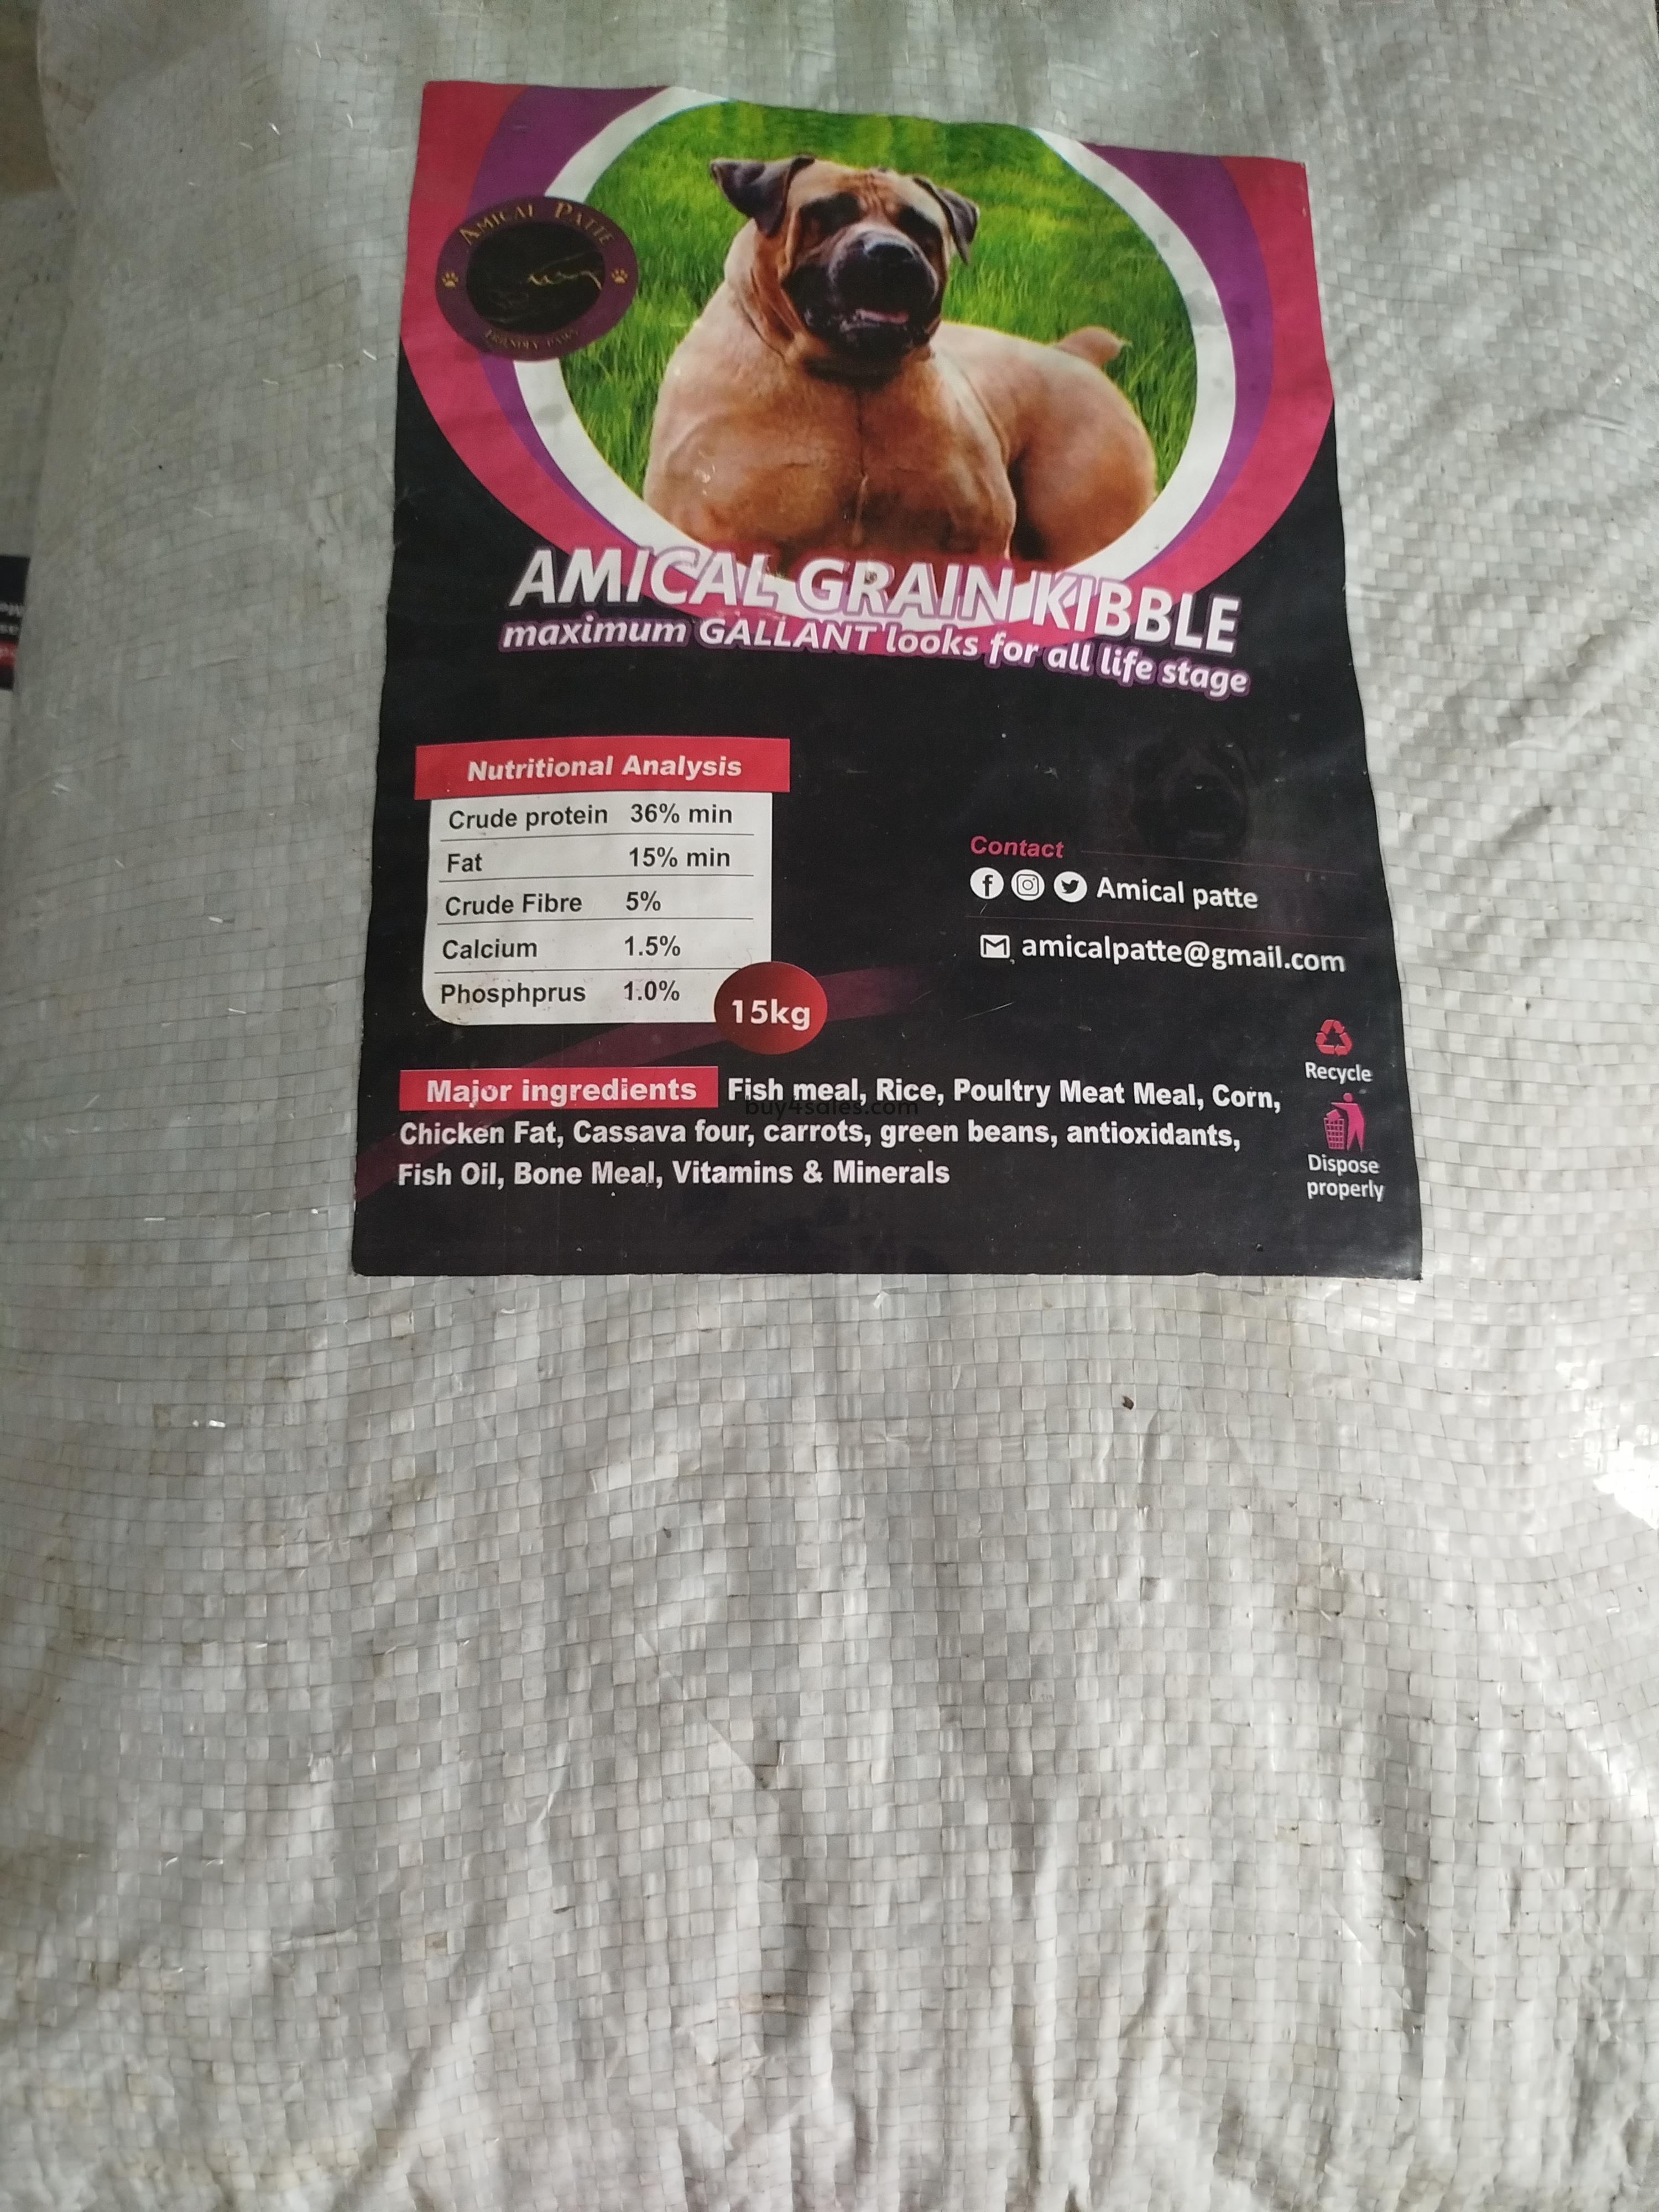 AMICAL PATTE
FRIENDLY PAWS
AMICAL GRAIN KIBBLE
maximum GALLANT looks for all life stage
Nutritional Analysis
Crude protein 36% min
Fat 15% min
Crude Fibre 5%
Calcium 1.5%
Phosphprus 1.0%
15kg
Contact
Amical patte
amicalpatte@gmail.com
Major ingredients Fish meal, Rice, Poultry Meat Meal, Corn,
buy4sales.com
Chicken Fat, Cassava four, carrots, green beans, antioxidants,
Fish Oil, Bone Meal, Vitamins & Minerals
Recycle
Dispose
properly